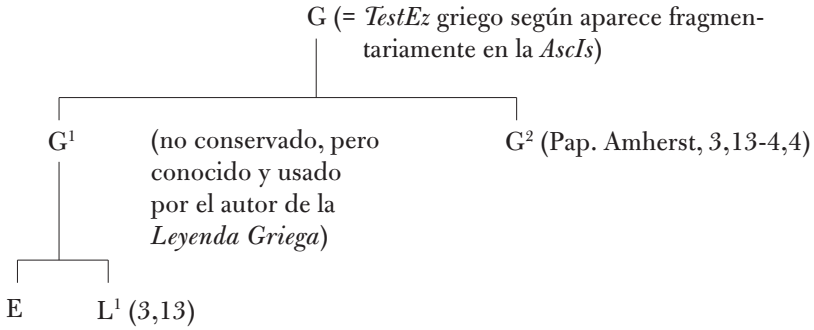 G (= TestEz griego según aparece fragmen-
tariamente en la AscIs)
G¹ (no conservado, pero G² (Pap. Amherst, 3,13-4,4)
conocido y usado
por el autor de la
Leyenda Griega)
E L¹ (3,13)